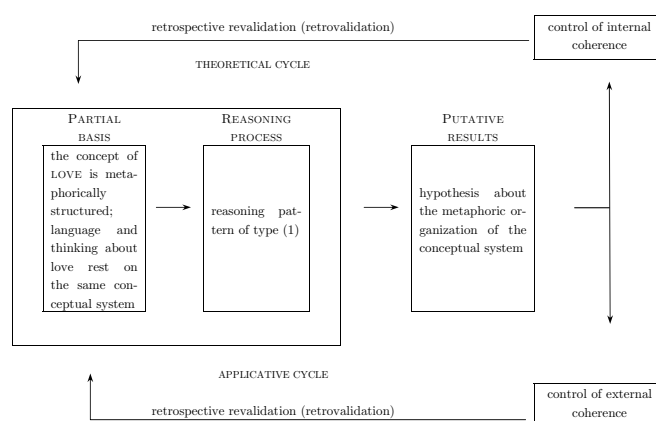 retrospective revalidation (retrovalidation)
control of internal
coherence
THEORETICAL CYCLE
PARTIAL
BASIS
the concept of
LOVE is meta-
phorically
structured;
language and
thinking about
love rest on
the same con-
ceptual system
REASONING
PROCESS
reasoning pat-
tern of type (1)
PUTATIVE
RESULTS
hypothesis about
the metaphoric or-
ganization of the
conceptual system
APPLICATIVE CYCLE
retrospective revalidation (retrovalidation)
control of external
coherence